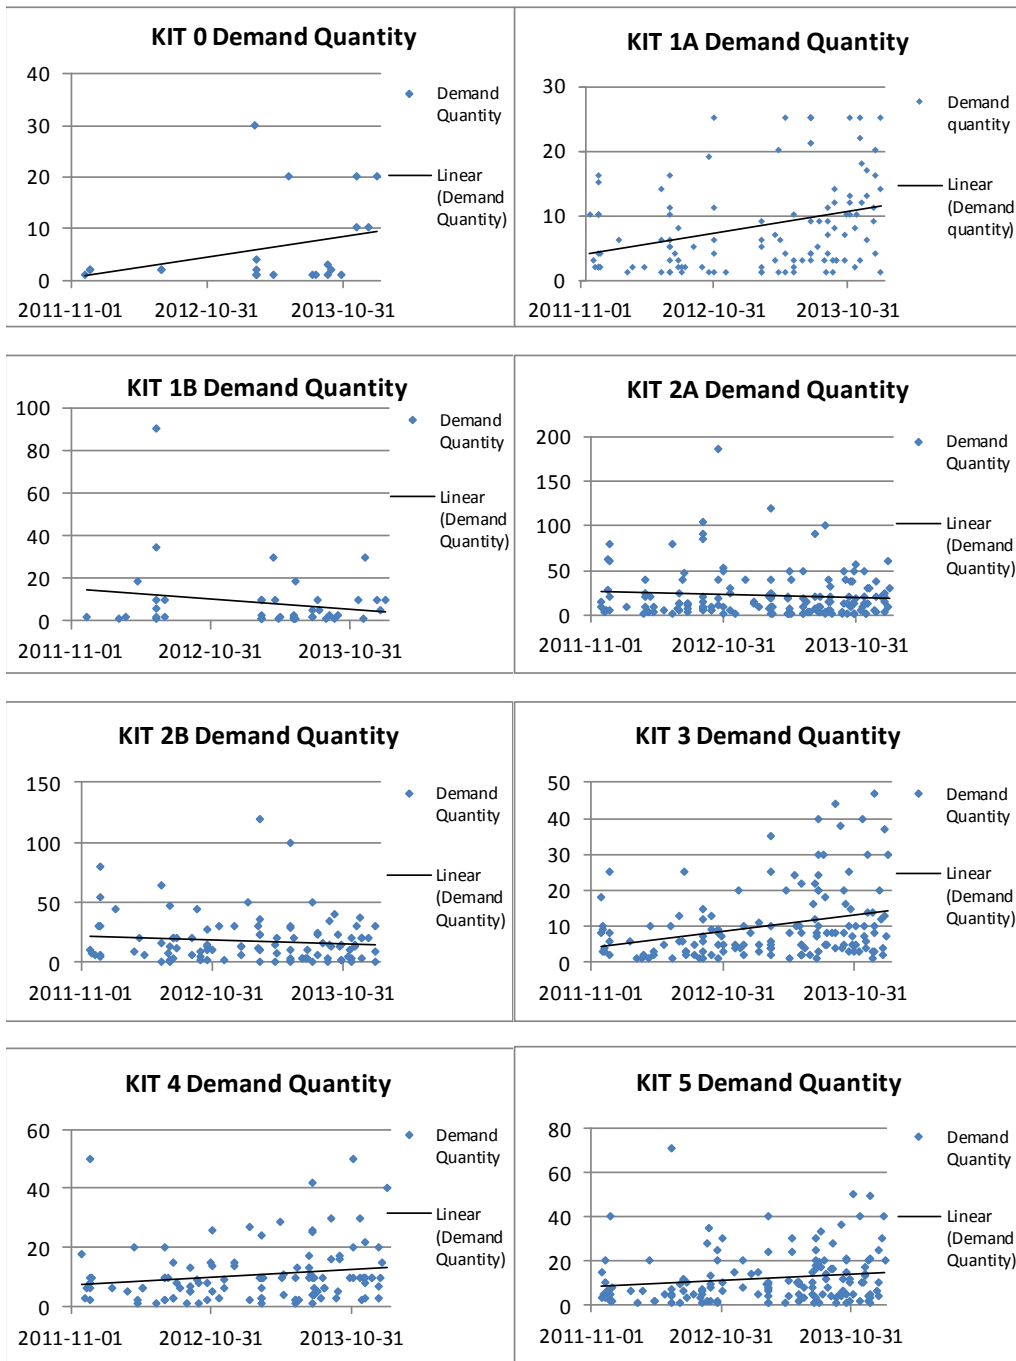 KIT 0 Demand Quantity
40
30
20
10
0
2011-11-01 2012-10-31 2013-10-31
Demand
Quantity
Linear
(Demand
Quantity)
KIT 1A Demand Quantity
30
20
10
0
2011-11-01 2012-10-31 2013-10-31
Demand
quantity
Linear
(Demand
quantity)
KIT 1B Demand Quantity
100
80
60
40
20
0
2011-11-01 2012-10-31 2013-10-31
Demand
Quantity
Linear
(Demand
Quantity)
KIT 2A Demand Quantity
200
150
100
50
0
2011-11-01 2012-10-31 2013-10-31
Demand
Quantity
Linear
(Demand
Quantity)
KIT 2B Demand Quantity
150
100
50
0
2011-11-01 2012-10-31 2013-10-31
Demand
Quantity
Linear
(Demand
Quantity)
KIT 3 Demand Quantity
50
40
30
20
10
0
2011-11-01 2012-10-31 2013-10-31
Demand
Quantity
Linear
(Demand
Quantity)
KIT 4 Demand Quantity
60
40
20
0
2011-11-01 2012-10-31 2013-10-31
Demand
Quantity
Linear
(Demand
Quantity)
KIT 5 Demand Quantity
80
60
40
20
0
2011-11-01 2012-10-31 2013-10-31
Demand
Quantity
Linear
(Demand
Quantity)